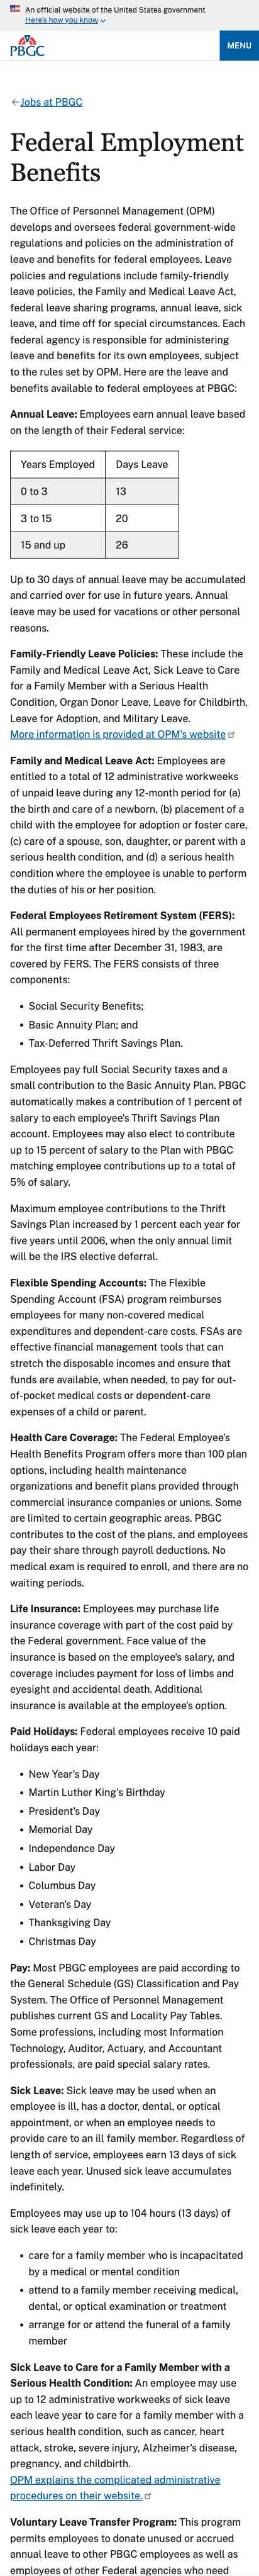 An official website of the United States government
Here's how you know
PBGC
MENU
Jobs at PBGC
Federal Employment
Benefits
The Office of Personnel Management (OPM)
develops and oversees federal government-wide
regulations and policies on the administration of
leave and benefits for federal employees. Leave
policies and regulations include family-friendly
leave policies, the Family and Medical Leave Act,
federal leave sharing programs, annual leave, sick
leave, and time off for special circumstances. Each
federal agency is responsible for administering
leave and benefits for its own employees, subject
to the rules set by OPM. Here are the leave and
benefits available to federal employees at PBGC:
Annual Leave: Employees earn annual leave based
on the length of their Federal service:
Years Employed Days Leave
0 to 3 13
3 to 15 20
15 and up 26
Up to 30 days of annual leave may be accumulated
and carried over for use in future years. Annual
leave may be used for vacations or other personal
reasons.
Family-Friendly Leave Policies: These include the
Family and Medical Leave Act, Sick Leave to Care
for a Family Member with a Serious Health
Condition, Organ Donor Leave, Leave for Childbirth,
Leave for Adoption, and Military Leave.
More information is provided at OPM's website
Family and Medical Leave Act: Employees are
entitled to a total of 12 administrative workweeks
of unpaid leave during any 12-month period for (a)
the birth and care of a newborn, (b) placement of a
child with the employee for adoption or foster care,
(c) care of a spouse, son, daughter, or parent with a
serious health condition, and (d) a serious health
condition where the employee is unable to perform
the duties of his or her position.
Federal Employees Retirement System (FERS):
All permanent employees hired by the government
for the first time after December 31, 1983, are
covered by FERS. The FERS consists of three
components:
• Social Security Benefits;
• Basic Annuity Plan; and
• Tax-Deferred Thrift Savings Plan.
Employees pay full Social Security taxes and a
small contribution to the Basic Annuity Plan. PBGC
automatically makes a contribution of 1 percent of
salary to each employee's Thrift Savings Plan
account. Employees may also elect to contribute
up to 15 percent of salary to the Plan with PBGC
matching employee contributions up to a total of
5% of salary.
Maximum employee contributions to the Thrift
Savings Plan increased by 1 percent each year for
five years until 2006, when the only annual limit
will be the IRS elective deferral.
Flexible Spending Accounts: The Flexible
Spending Account (FSA) program reimburses
employees for many non-covered medical
expenditures and dependent-care costs. FSAs are
effective financial management tools that can
stretch the disposable incomes and ensure that
funds are available, when needed, to pay for out-
of-pocket medical costs or dependent-care
expenses of a child or parent.
Health Care Coverage: The Federal Employee's
Health Benefits Program offers more than 100 plan
options, including health maintenance
organizations and benefit plans provided through
commercial insurance companies or unions. Some
are limited to certain geographic areas. PBGC
contributes to the cost of the plans, and employees
pay their share through payroll deductions. No
medical exam is required to enroll, and there are no
waiting periods.
Life Insurance: Employees may purchase life
insurance coverage with part of the cost paid by
the Federal government. Face value of the
insurance is based on the employee's salary, and
coverage includes payment for loss of limbs and
eyesight and accidental death. Additional
insurance is available at the employee's option.
Paid Holidays: Federal employees receive 10 paid
holidays each year:
• New Year's Day
• Martin Luther King's Birthday
• President's Day
• Memorial Day
• Independence Day
• Labor Day
• Columbus Day
• Veteran's Day
• Thanksgiving Day
• Christmas Day
Pay: Most PBGC employees are paid according to
the General Schedule (GS) Classification and Pay
System. The Office of Personnel Management
publishes current GS and Locality Pay Tables.
Some professions, including most Information
Technology, Auditor, Actuary, and Accountant
professionals, are paid special salary rates.
Sick Leave: Sick leave may be used when an
employee is ill, has a doctor, dental, or optical
appointment, or when an employee needs to
provide care to an ill family member. Regardless of
length of service, employees earn 13 days of sick
leave each year. Unused sick leave accumulates
indefinitely.
Employees may use up to 104 hours (13 days) of
sick leave each year to:
• care for a family member who is incapacitated
by a medical or mental condition
• attend to a family member receiving medical,
dental, or optical examination or treatment
• arrange for or attend the funeral of a family
member
Sick Leave to Care for a Family Member with a
Serious Health Condition: An employee may use
up to 12 administrative workweeks of sick leave
each leave year to care for a family member with a
serious health condition, such as cancer, heart
attack, stroke, severe injury, Alzheimer's disease,
pregnancy, and childbirth.
OPM explains the complicated administrative
procedures on their website.
Voluntary Leave Transfer Program: This program
permits employees to donate unused or accrued
annual leave to other PBGC employees as well as
employees of other Federal agencies who need